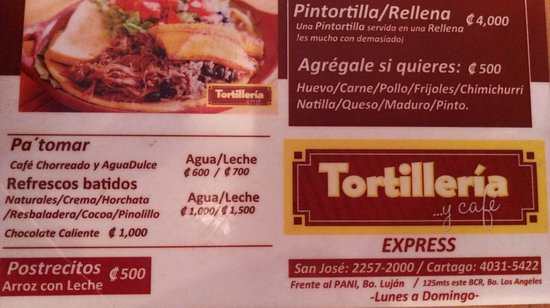 Tortillería
Pa´tomar
Café Chorreado y AguaDulce
Agua/Leche
₡ 600 / ₡ 700
Refrescos batidos
Naturales/Crema/Horchata
/Resbaladera/Cocoa/Pinolillo
Agua/Leche
₡ 1,000/ ₡ 1,500
Chocolate Caliente ₡ 1,000
Postrecitos
Arroz con Leche
₡ 500
Pintortilla/Rellena ₡ 4,000
Una Pintortilla servida en una Rellena
¡es mucho con demasiado¡
Agrégale si quieres: ₡ 500
Huevo/Carne/Pollo/Frijoles/Chimichurri
Natilla/Queso/Maduro/Pinto.
Tortillería
...y café
EXPRESS
San José: 2257-2000 / Cartago: 4031-5422
Frente al PANI, Bo. Luján / 125mts este BCR, Bo. Los Angeles
-Lunes a Domingo-